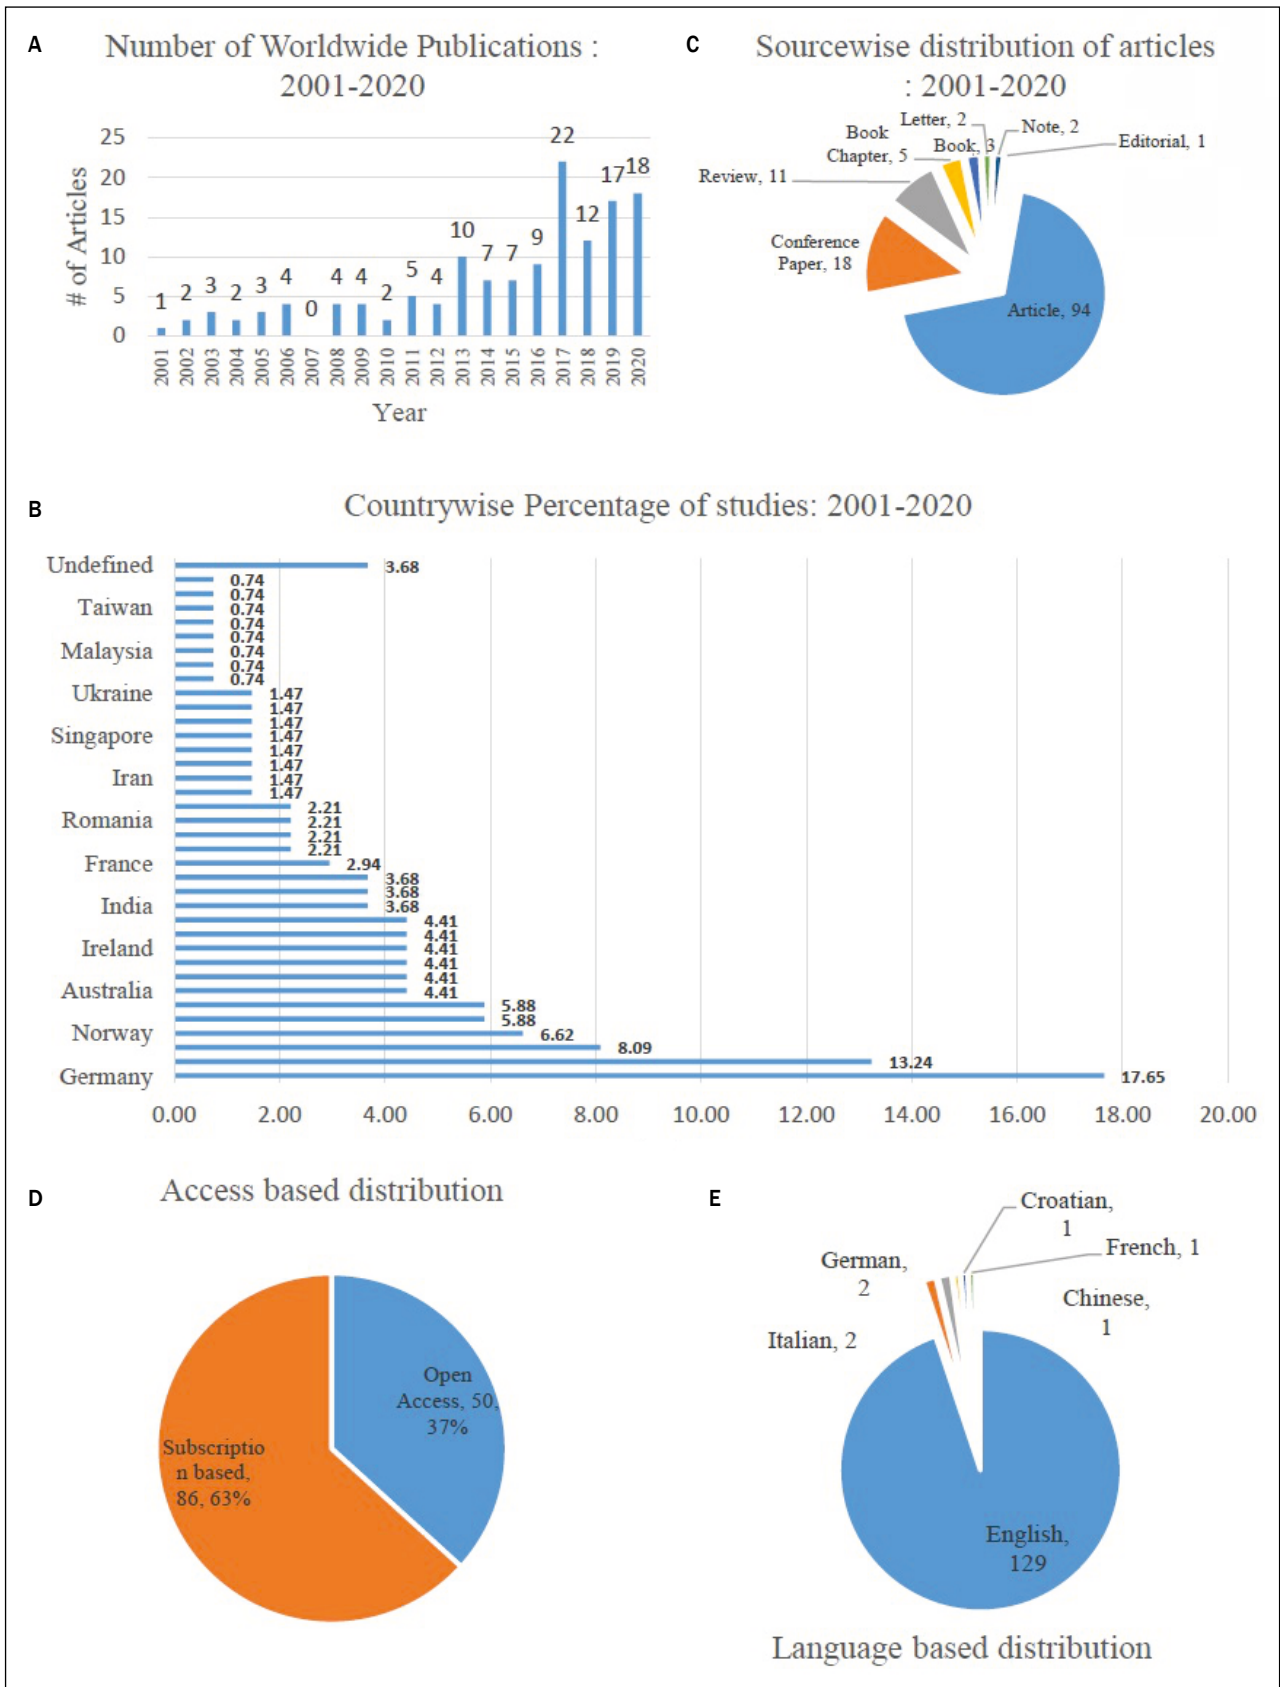 A
Number of Worldwide Publications :
2001-2020
# of Articles
25
20
15
10
5
0
1
2
3
2
3
4
0
4
4
2
5
4
10
7
7
9
22
12
17
18
2001
2002
2003
2004
2005
2006
2007
2008
2009
2010
2011
2012
2013
2014
2015
2016
2017
2018
2019
2020
Year
C
Sourcewise distribution of articles
: 2001-2020
Letter, 2
Note, 2
Book
Chapter, 5
Book, 3
Editorial, 1
Review, 11
Conference
Paper, 18
Article, 94
B
Countrywise Percentage of studies: 2001-2020
Undefined
3.68
0.74
0.74
Taiwan
0.74
0.74
0.74
Malaysia
0.74
0.74
0.74
Ukraine
1.47
1.47
1.47
Singapore
1.47
1.47
1.47
Iran
1.47
1.47
2.21
Romania
2.21
2.21
2.21
France
2.94
3.68
3.68
India
3.68
4.41
4.41
Ireland
4.41
4.41
4.41
Australia
4.41
5.88
5.88
Norway
6.62
8.09
13.24
Germany
17.65
0.00 2.00 4.00 6.00 8.00 10.00 12.00 14.00 16.00 18.00 20.00
D
Access based distribution
Open
Access, 50,
37%
Subscriptio
n based,
86, 63%
E
Croatian,
1
French, 1
German,
2
Chinese,
1
Italian, 2
English,
129
Language based distribution